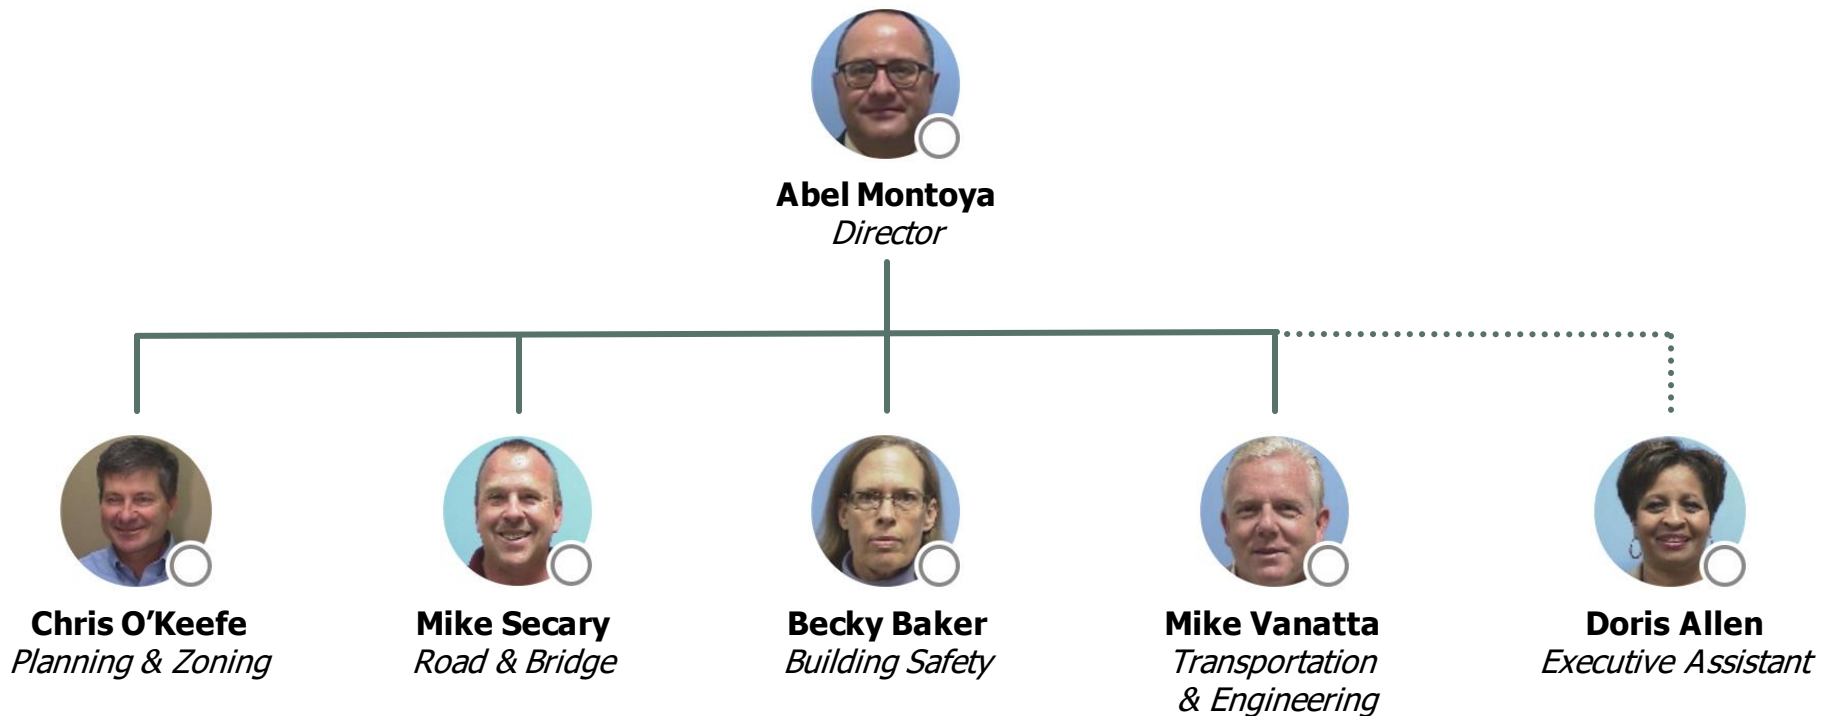 Abel Montoya
Director
Chris O’Keefe
Planning & Zoning
Mike Secary
Road & Bridge
Becky Baker
Building Safety
Mike Vanatta
Transportation
& Engineering
Doris Allen
Executive Assistant